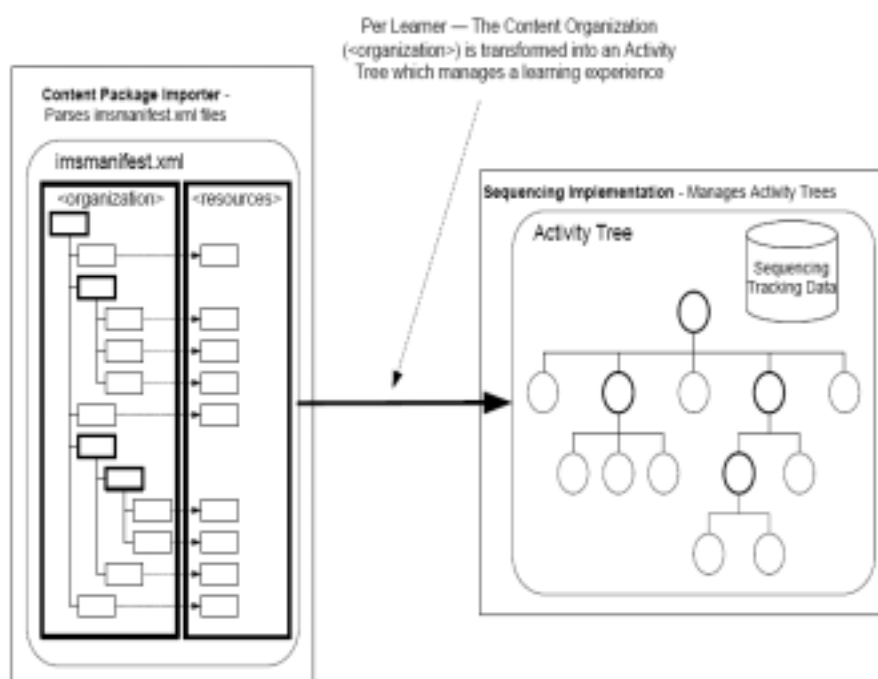 Per Learner — The Content Organization
(<organization>) is transformed into an Activity
Tree which manages a learning experience
Content Package Importer -
Parses imsmanifest.xml files
imsmanifest.xml
<organization>
<resources>
Sequencing Implementation - Manages Activity Trees
Activity Tree
Sequencing
Tracking Data